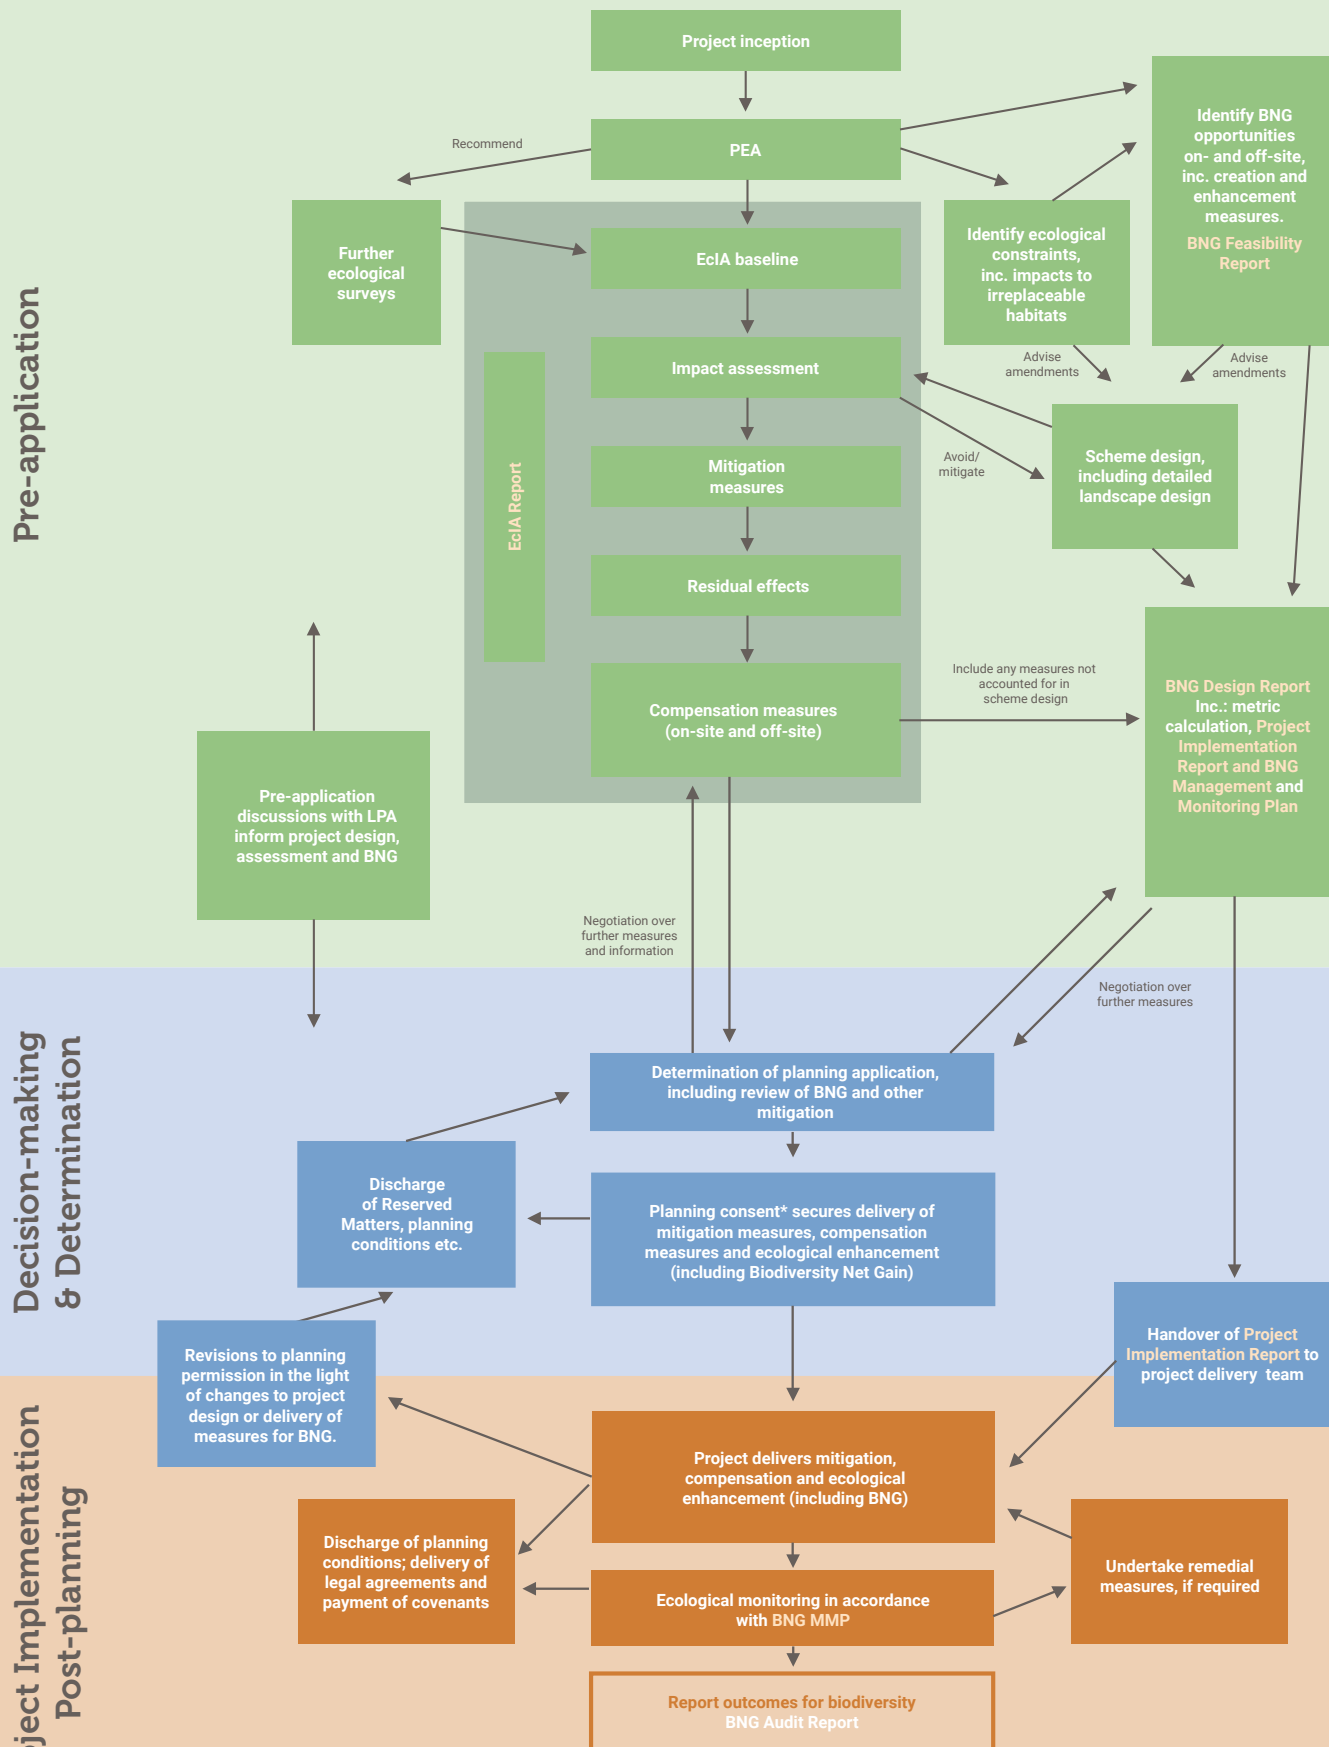 Project inception
PEA
Recommend
Identify BNG
opportunities
on- and off-site,
inc. creation and
enhancement
measures.
BNG Feasibility
Report
Further
ecological
surveys
EcIA baseline
Identify ecological
constraints,
inc. impacts to
irreplaceable
habitats
Advise
amendments
Advise
amendments
Pre-application
EcIA Report
Impact assessment
Avoid/
mitigate
Scheme design,
including detailed
landscape design
Mitigation
measures
Residual effects
Compensation measures
(on-site and off-site)
Include any measures not
accounted for in
scheme design
BNG Design Report
Inc.: metric
calculation, Project
Implementation
Report and BNG
Management and
Monitoring Plan
Pre-application
discussions with LPA
inform project design,
assessment and BNG
Negotiation over
further measures
and information
Negotiation over
further measures
Decision-making
& Determination
Determination of planning application,
including review of BNG and other
mitigation
Discharge
of Reserved
Matters, planning
conditions etc.
Planning consent* secures delivery of
mitigation measures, compensation
measures and ecological enhancement
(including Biodiversity Net Gain)
Revisions to planning
permission in the light
of changes to project
design or delivery of
measures for BNG.
Handover of Project
Implementation Report to
project delivery team
ject Implementation
Post-planning
Project delivers mitigation,
compensation and ecological
enhancement (including BNG)
Discharge of planning
conditions; delivery of
legal agreements and
payment of covenants
Undertake remedial
measures, if required
Ecological monitoring in accordance
with BNG MMP
Report outcomes for biodiversity
BNG Audit Report